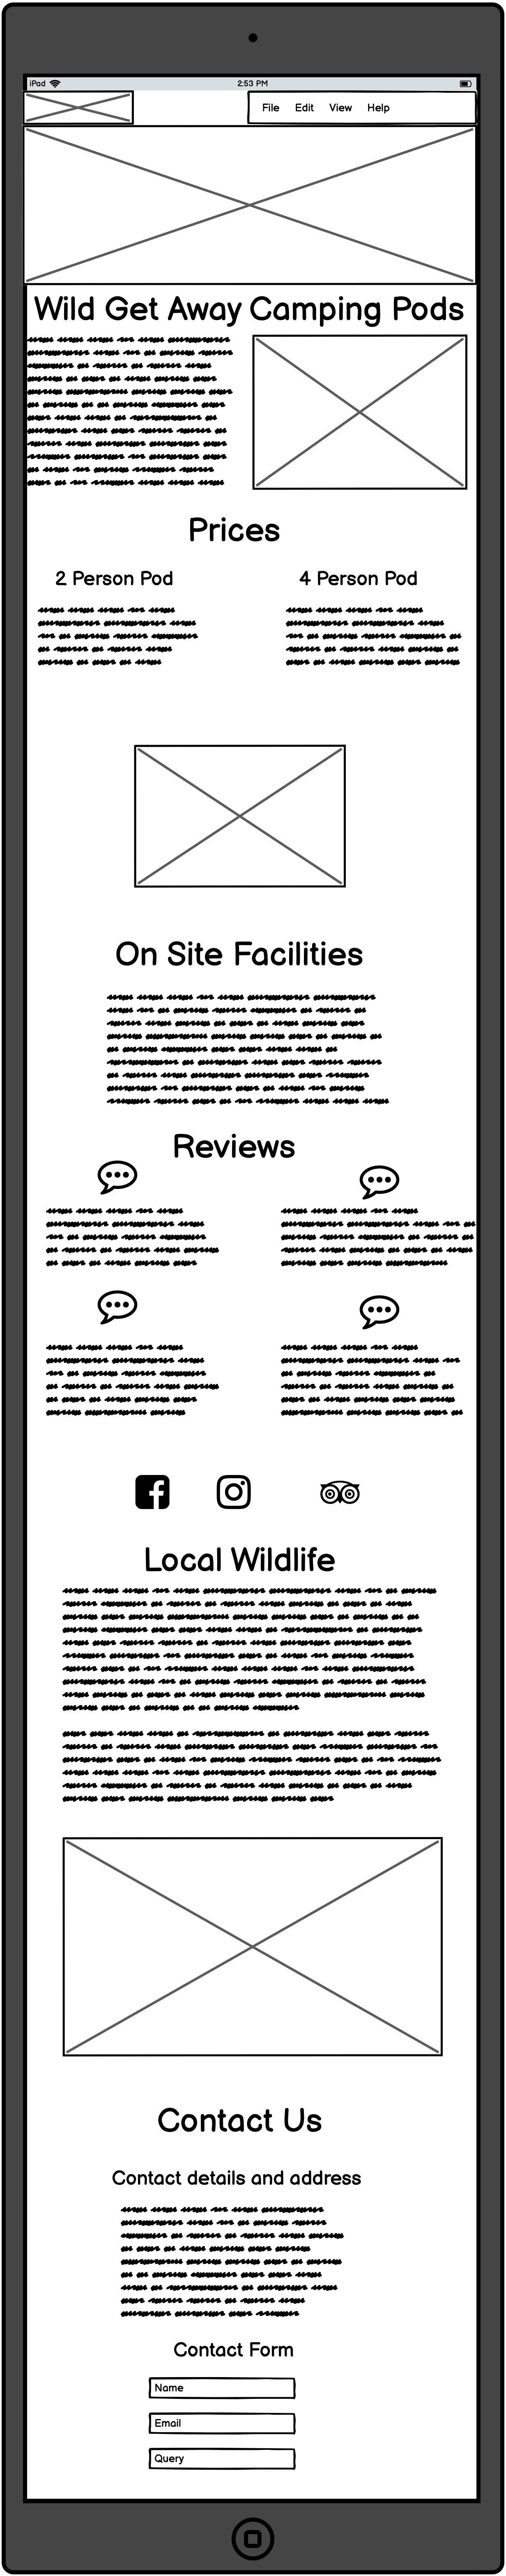 iPad 2:53 PM
File Edit View Help
Wild Get Away Camping Pods
Prices
2 Person Pod 4 Person Pod
On Site Facilities
Reviews
Local Wildlife
Contact Us
Contact details and address
Contact Form
Name
Email
Query